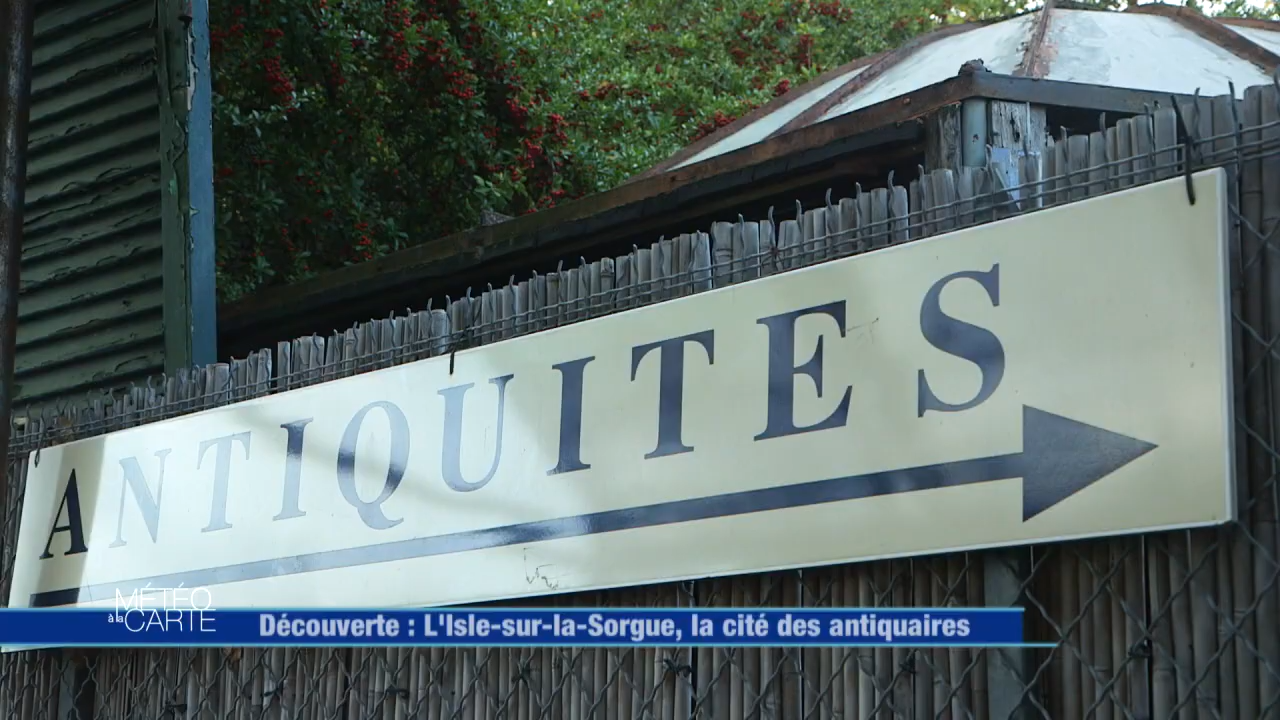 ANTIQUITES
MÉTÉO
à la CARTE
Découverte : L'Isle-sur-la-Sorgue, la cité des antiquaires